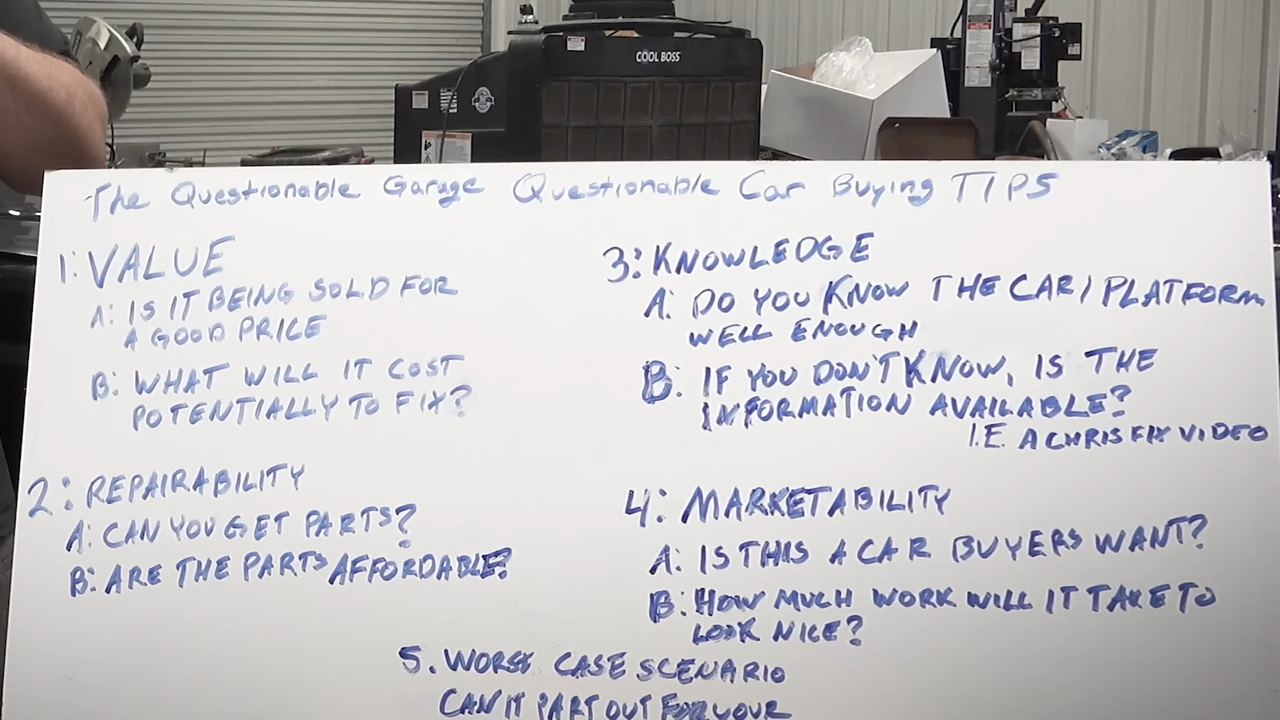 COOL BOSS
The Questionable Garage Questionable Car Buying TIPS
1: VALUE
A: IS IT BEING SOLD FOR
A GOOD PRICE
B: WHAT WILL IT COST
POTENTIALLY TO FIX?
2: REPAIRABILITY
A: CAN YOU GET PARTS?
B: ARE THE PARTS AFFORDABLE?
3: KNOWLEDGE
A: DO YOU KNOW THE CAR/PLATFORM
WELL ENOUGH
B: IF YOU DON'T KNOW, IS THE
INFORMATION AVAILABLE?
I.E. A CHRIS FIX VIDEO
4: MARKETABILITY
A: IS THIS A CAR BUYERS WANT?
B: HOW MUCH WORK WILL IT TAKE TO
LOOK NICE?
5. WORST CASE SCENARIO
CAN IT PART OUT FOR YOUR